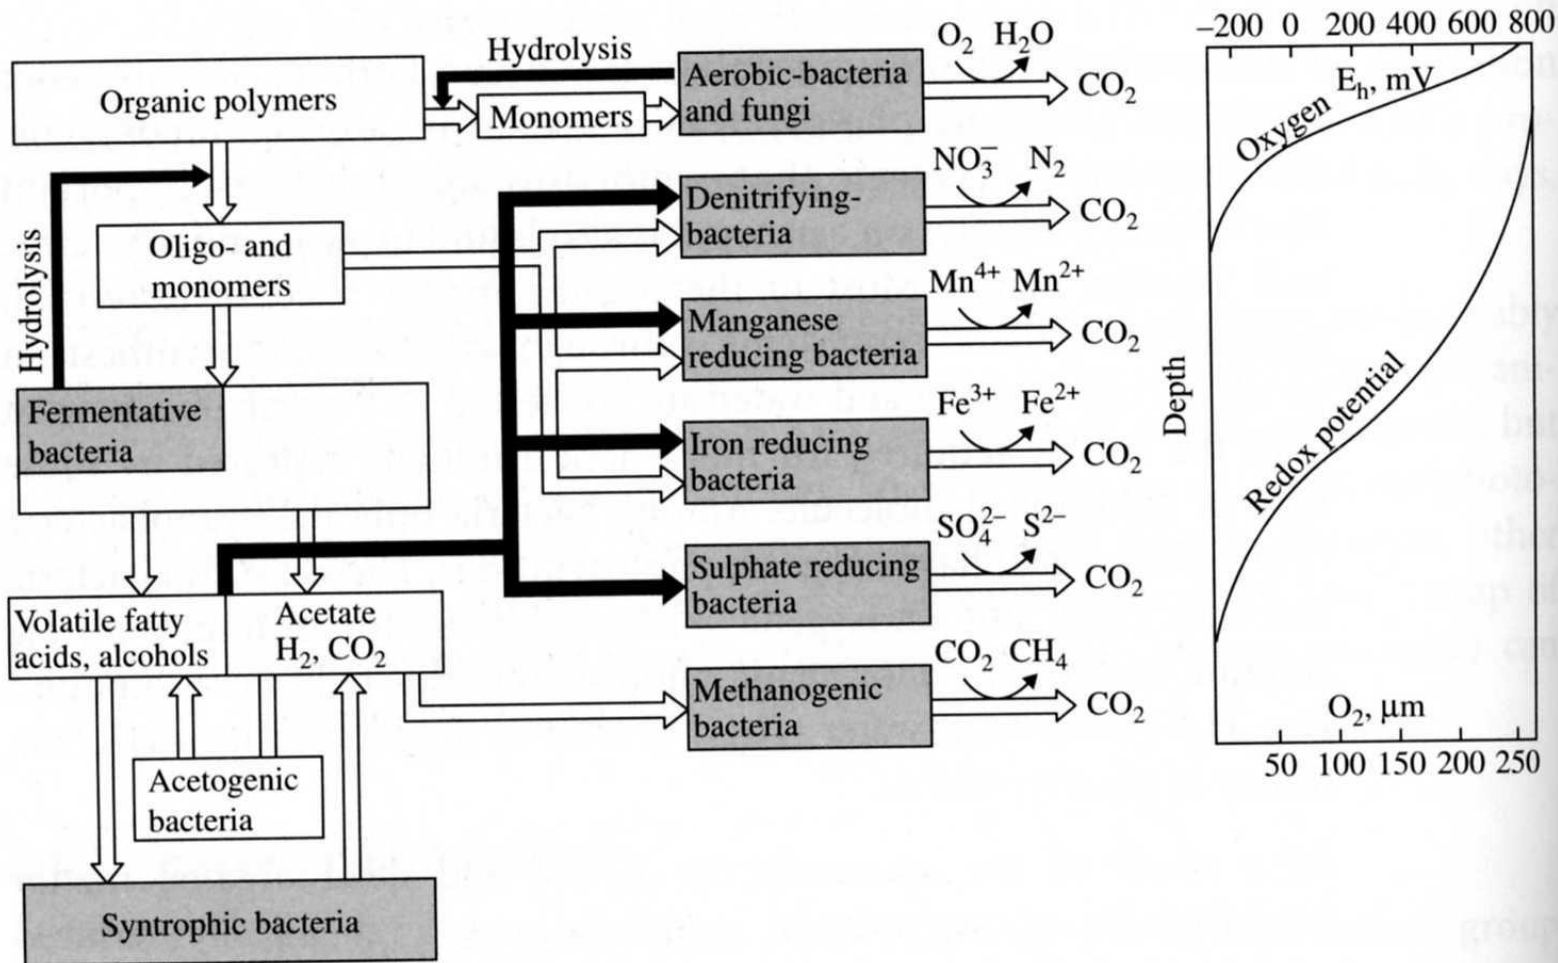 Organic polymers
Hydrolysis
Monomers
Aerobic-bacteria
and fungi
O₂ H₂O
CO₂
Hydrolysis
Oligo- and
monomers
Denitrifying-
bacteria
NO₃⁻ N₂
CO₂
Manganese
reducing bacteria
Mn⁴⁺ Mn²⁺
CO₂
Fermentative
bacteria
Iron reducing
bacteria
Fe³⁺ Fe²⁺
CO₂
Sulphate reducing
bacteria
SO₄²⁻ S²⁻
CO₂
Volatile fatty
acids, alcohols
Acetate
H₂, CO₂
Methanogenic
bacteria
CO₂ CH₄
CO₂
Acetogenic
bacteria
Syntrophic bacteria
−200 0 200 400 600 800
E_h, mV
Oxygen
Depth
Redox potential
O₂, μm
50 100 150 200 250